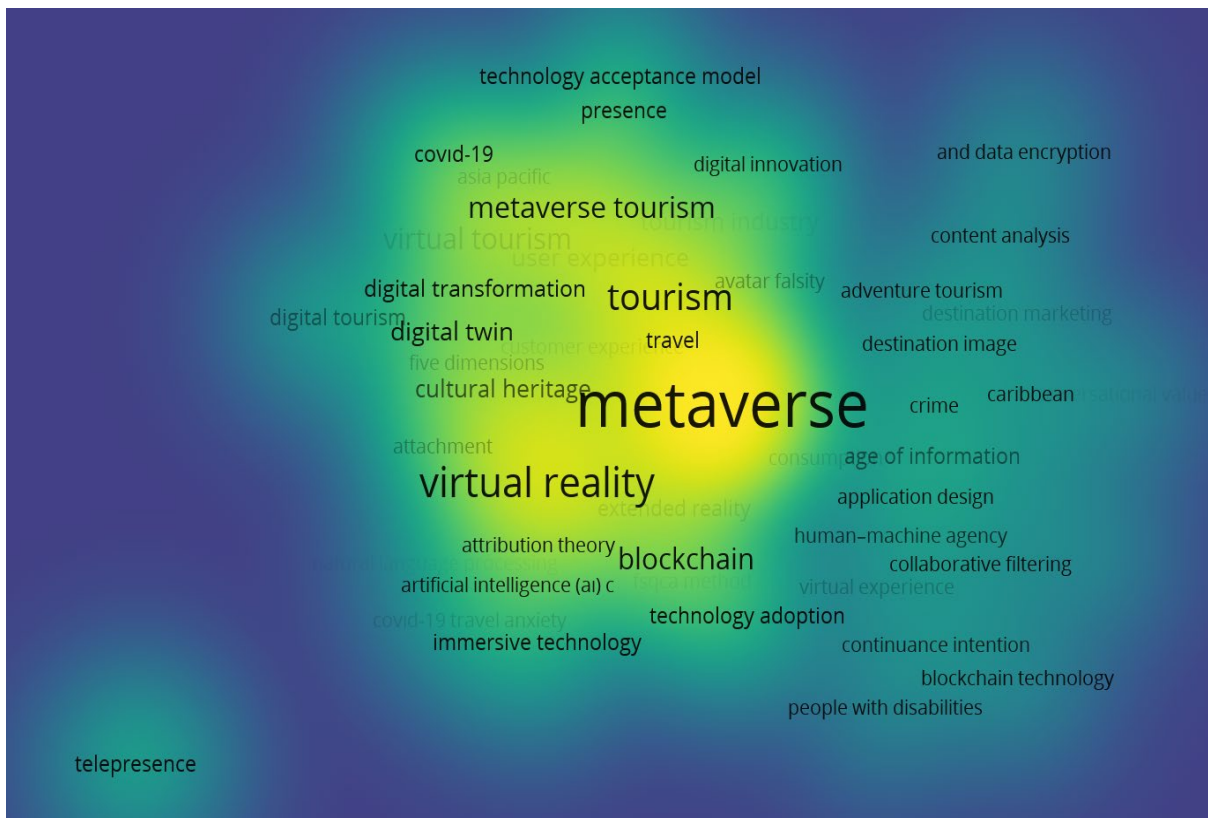 technology acceptance model
presence
covıd-19
and data encryption
digital innovation
asia pacific
metaverse tourism
tourism industry
content analysis
virtual tourism
user experience
avatar falsity
digital transformation
adventure tourism
tourism
destination marketing
digital tourism
digital twin
travel
destination image
customer experience
five dimensions
cultural heritage
caribbean
metaverse
crime
attachment
age of information
virtual reality
application design
extended reality
human–machine agency
attribution theory
blockchain
collaborative filtering
artificial intelligence (aı) c
fsqca method
virtual experience
covid-19 travel anxiety
technology adoption
immersive technology
continuance intention
blockchain technology
people with disabilities
telepresence